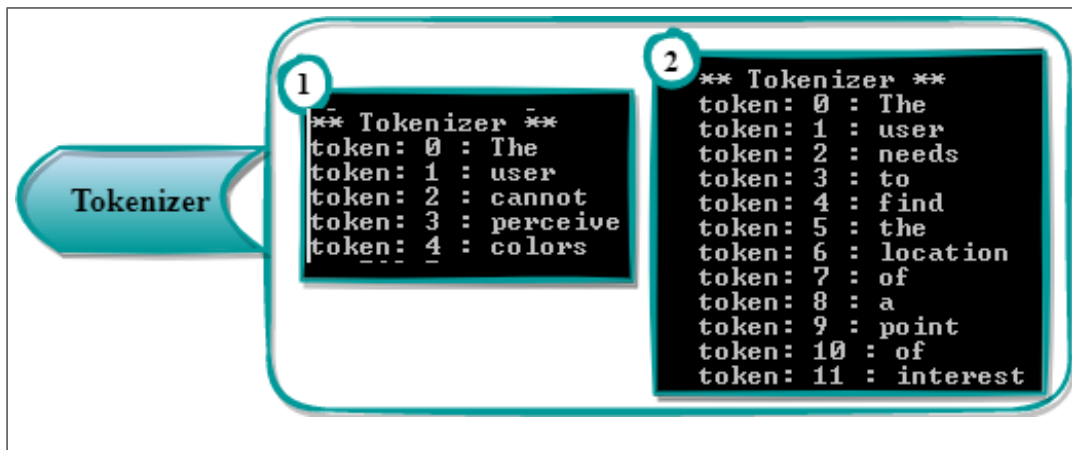 Tokenizer
1
** Tokenizer **
token: 0 : The
token: 1 : user
token: 2 : cannot
token: 3 : perceive
token: 4 : colors
2
** Tokenizer **
token: 0 : The
token: 1 : user
token: 2 : needs
token: 3 : to
token: 4 : find
token: 5 : the
token: 6 : location
token: 7 : of
token: 8 : a
token: 9 : point
token: 10 : of
token: 11 : interest